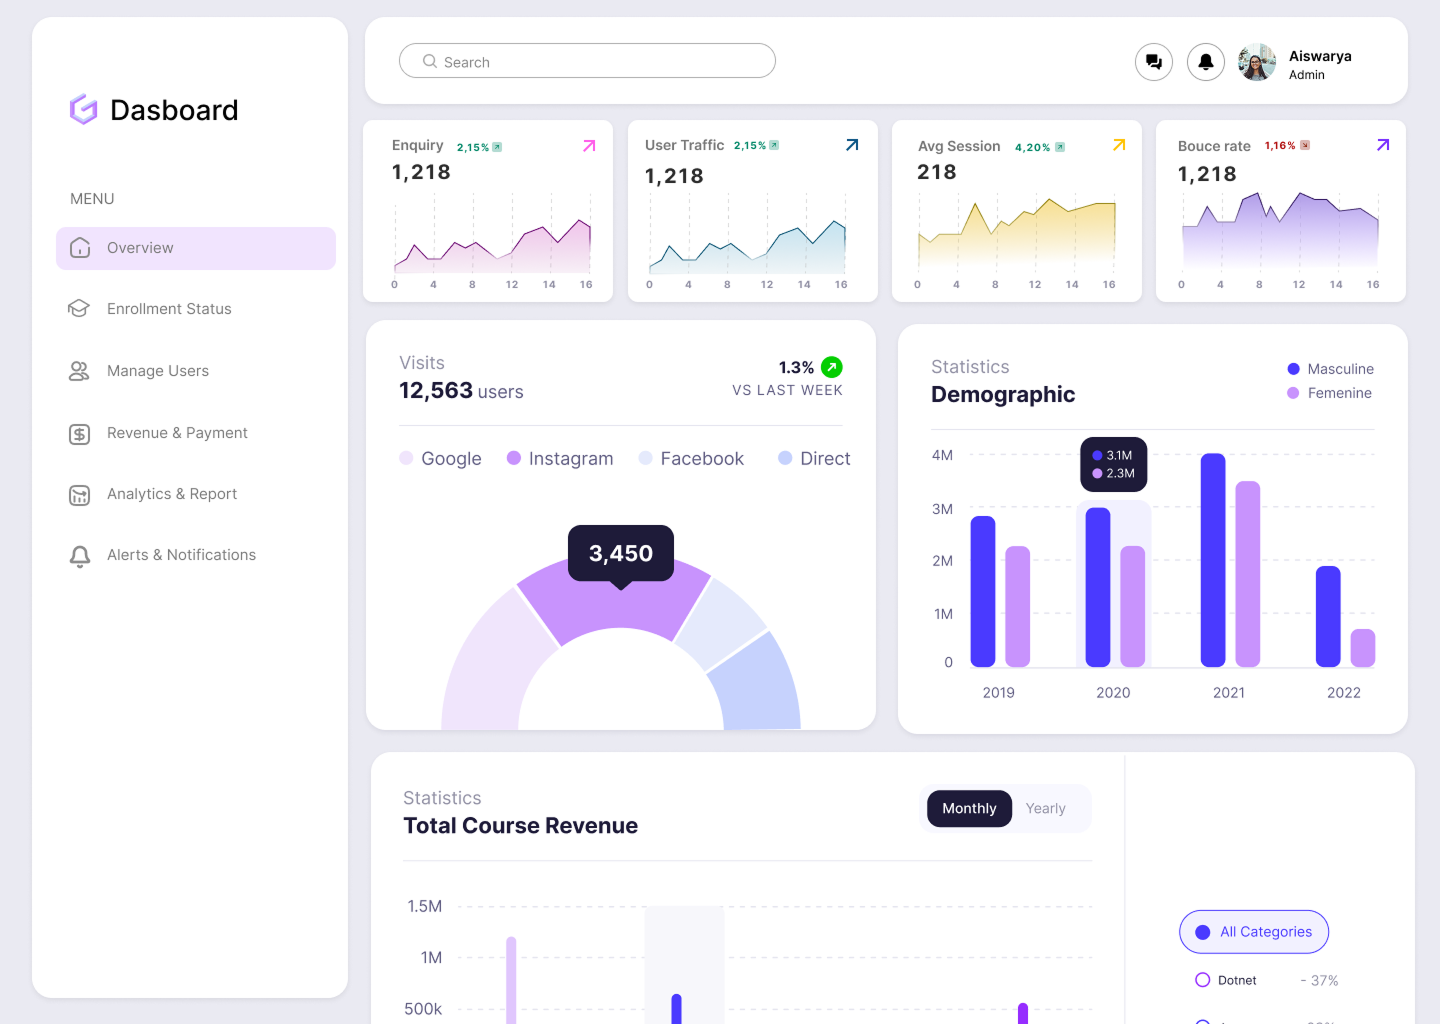 Dasboard
MENU
Overview
Enrollment Status
Manage Users
Revenue & Payment
Analytics & Report
Alerts & Notifications
Search
Aiswarya
Admin
Enquiry 2,15%
1,218
0 4 8 12 14 16
User Traffic 2,15%
1,218
0 4 8 12 14 16
Avg Session 4,20%
218
0 4 8 12 14 16
Bouce rate 1,16%
1,218
0 4 8 12 14 16
Visits
12,563 users
1.3%
VS LAST WEEK
Google Instagram Facebook Direct
3,450
Statistics
Demographic
Masculine
Femenine
4M
3M
2M
1M
0
3.1M
2.3M
2019 2020 2021 2022
Statistics
Total Course Revenue
Monthly Yearly
1.5M
1M
500k
All Categories
Dotnet - 37%